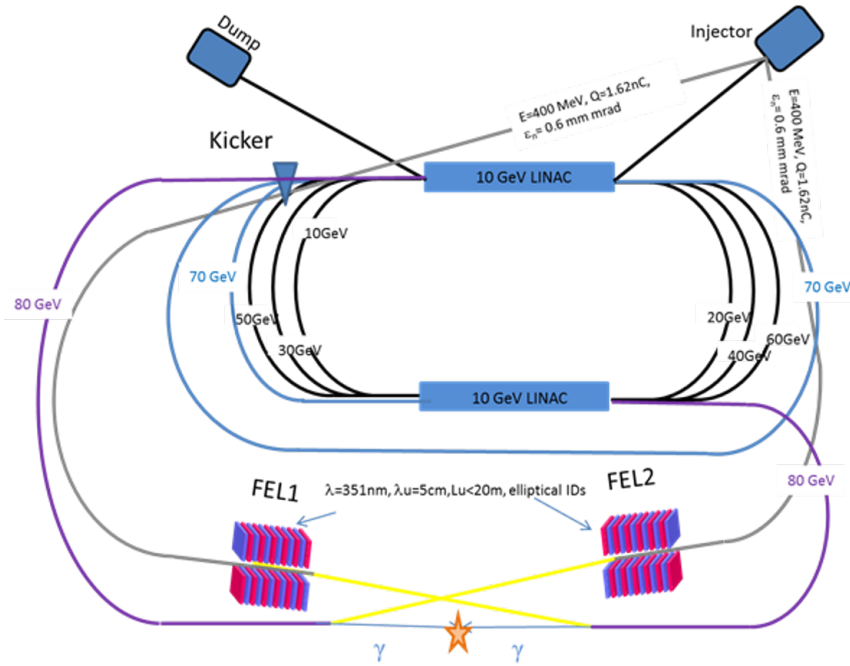 Dump
Injector
E=400 MeV, Q=1.62nC,
εn= 0.6 mm mrad
E=400 MeV, Q=1.62nC,
εn= 0.6 mm mrad
Kicker
10 GeV LINAC
10GeV
70 GeV
70 GeV
80 GeV
50GeV
20GeV
60GeV
30GeV
40GeV
10 GeV LINAC
80 GeV
FEL1
λ=351nm, λu=5cm,Lu<20m, elliptical IDs
FEL2
γ
γ